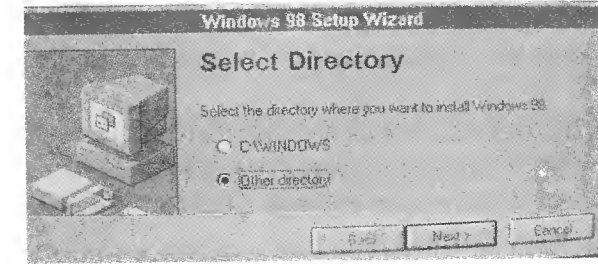 Windows 98 Setup Wizard
Select Directory
Select the directory where you want to install Windows 98.
C:\WINDOWS
Other directory
< Back
Next >
Cancel